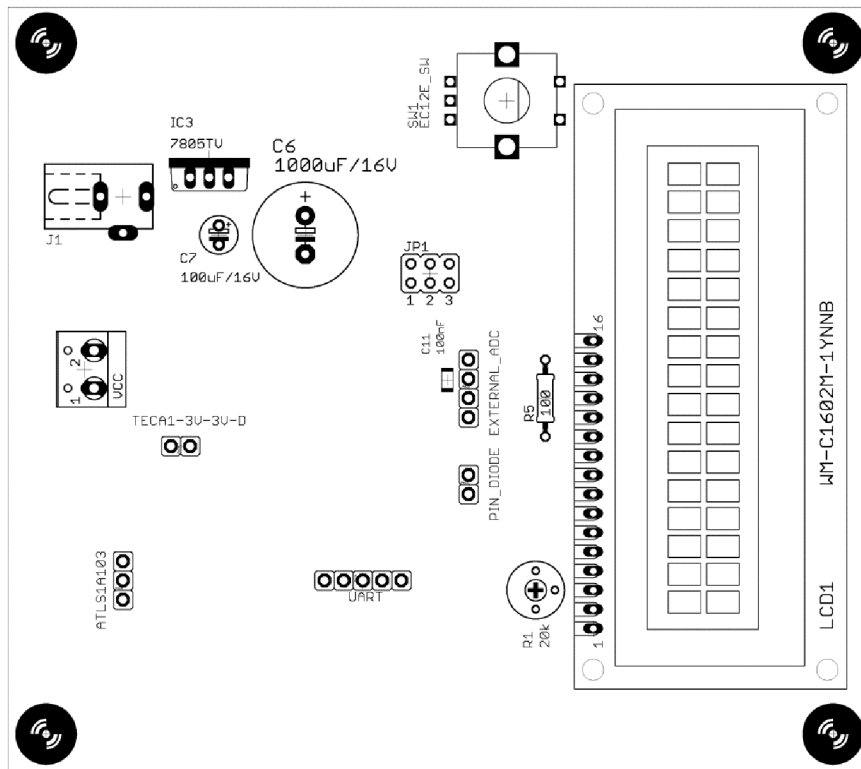 IC3
7805TV
C6
1000uF/16V
SW1
EC12E_SW
J1
C7
100uF/16V
JP1
1 2 3
C11
100nF
EXTERNAL_ADC
16
R5
100
WM-C1602M-1YNNB
2
1
VCC
TECA1-3V-3V-D
PIN_DIODE
ATLS1A103
UART
R1
20k
1
LCD1